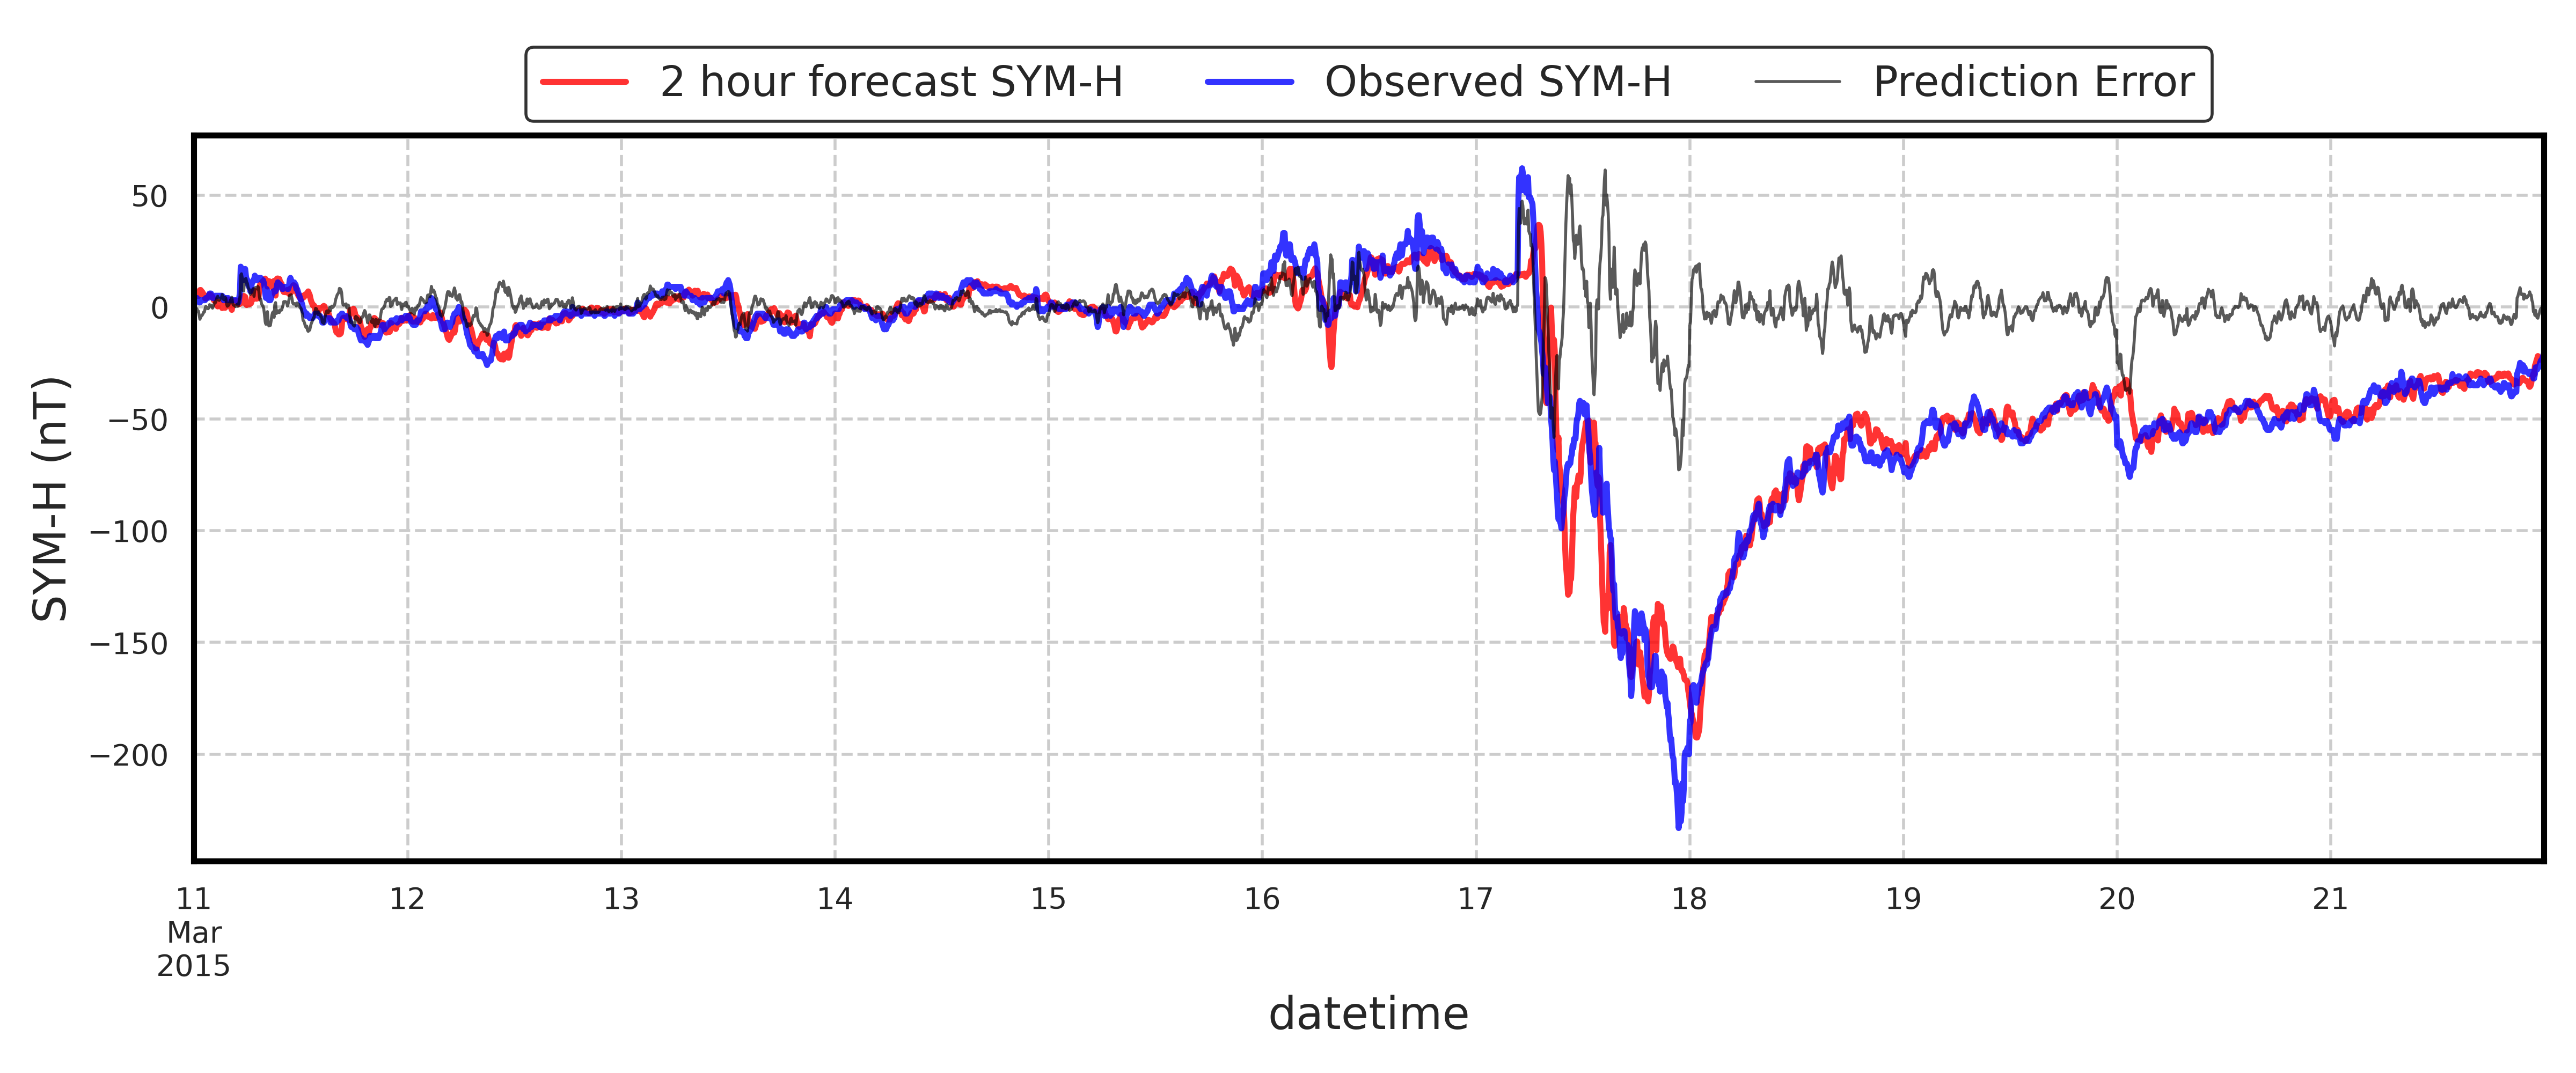 2 hour forecast SYM-H Observed SYM-H Prediction Error
SYM-H (nT)
50
0
−50
−100
−150
−200
11 12 13 14 15 16 17 18 19 20 21
Mar
2015
datetime